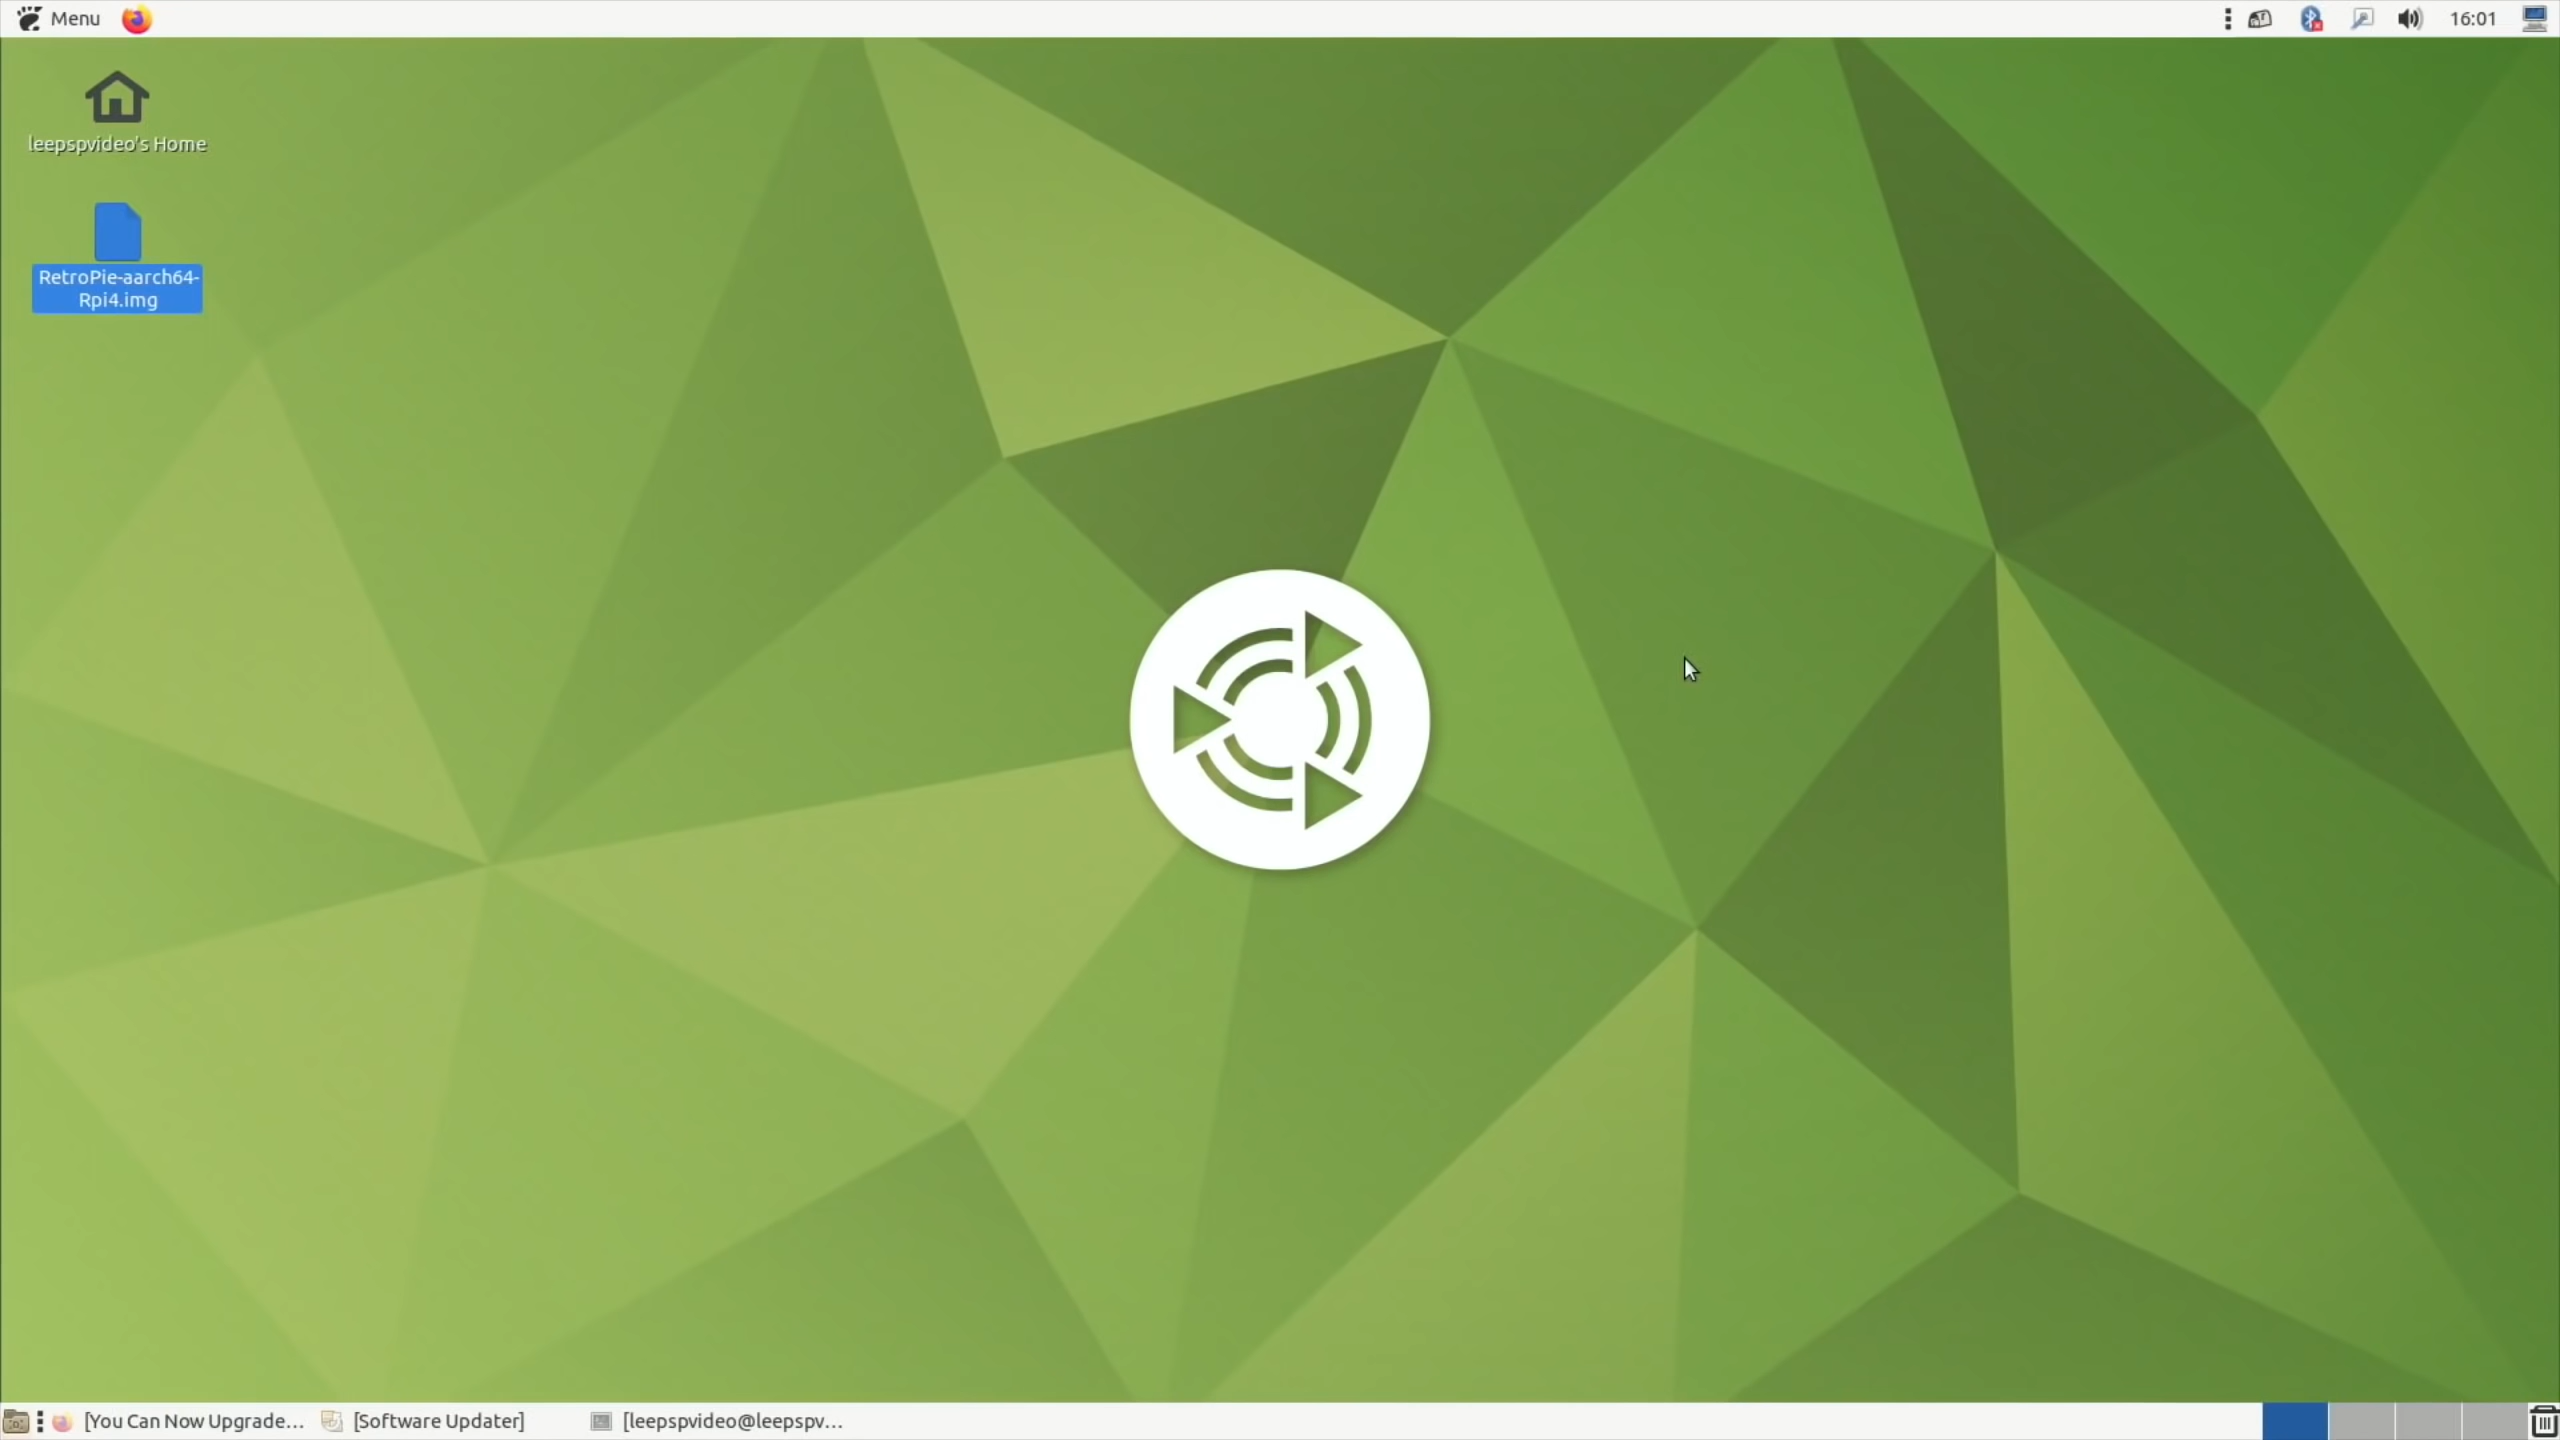 Menu
16:01
leepspvideo's Home
RetroPie-aarch64-
Rpi4.img
[You Can Now Upgrade...
[Software Updater]
[leepspvideo@leepspv...